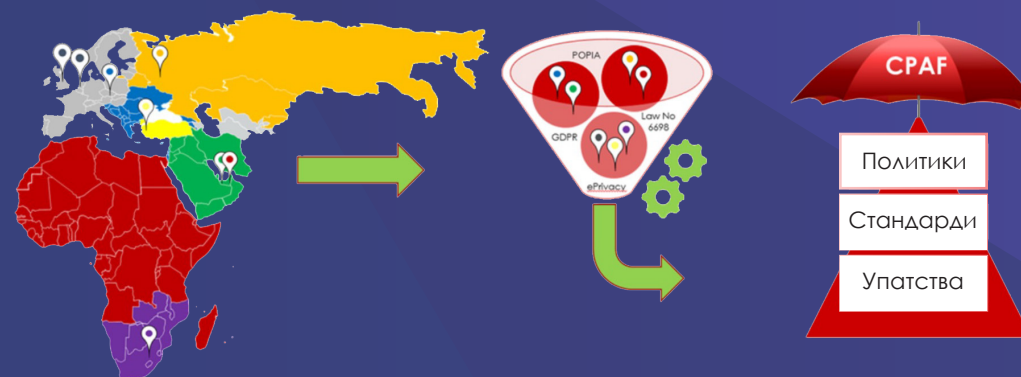 POPIA
GDPR
Law No
6698
ePrivacy
CPAF
Политики
Стандарди
Упатства